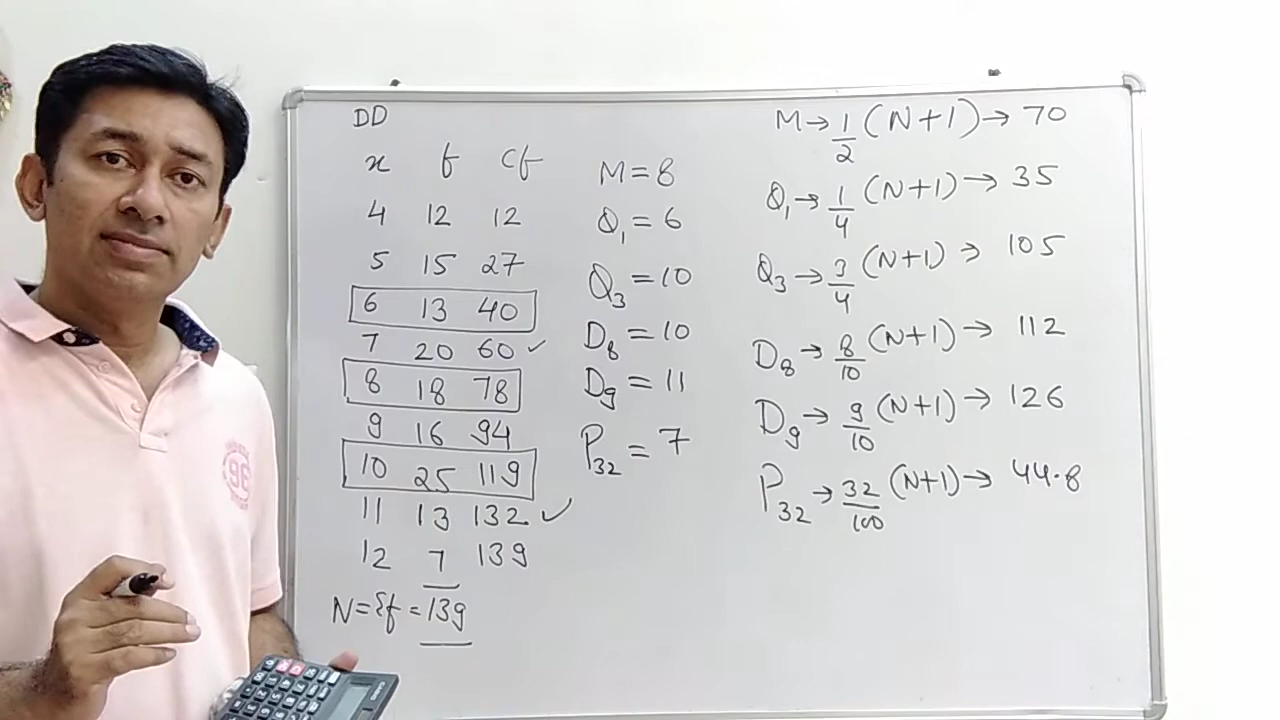 DD
x f cf
4 12 12
5 15 27
6 13 40
7 20 60 ✓
8 18 78
9 16 94
10 25 119
11 13 132 ✓
12 7 139
N=Σf=139
M=8
Q₁=6
Q₃=10
D₈=10
D₉=11
P₃₂=7
M→1/2(N+1)→70
Q₁→1/4(N+1)→35
Q₃→3/4(N+1)→105
D₈→8/10(N+1)→112
D₉→9/10(N+1)→126
P₃₂→32/100(N+1)→44.8
96